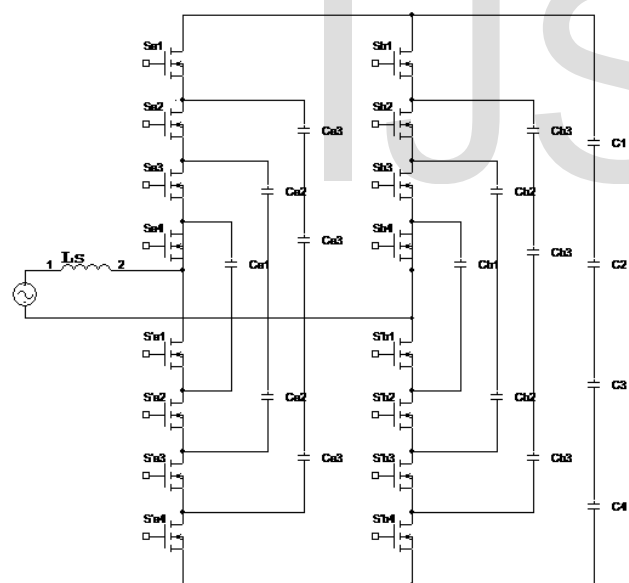 IJS
Sa1
Sb1
Sa2
Sb2
Ca3
Cb3
C1
Sa3
Sb3
Ca2
Cb2
Sa4
Sb4
Ca3
Cb3
LS
1
2
Ca1
Cb1
C2
S'a1
S'b1
C3
S'a2
S'b2
Ca2
Cb2
S'a3
S'b3
Ca3
Cb3
S'a4
S'b4
C4